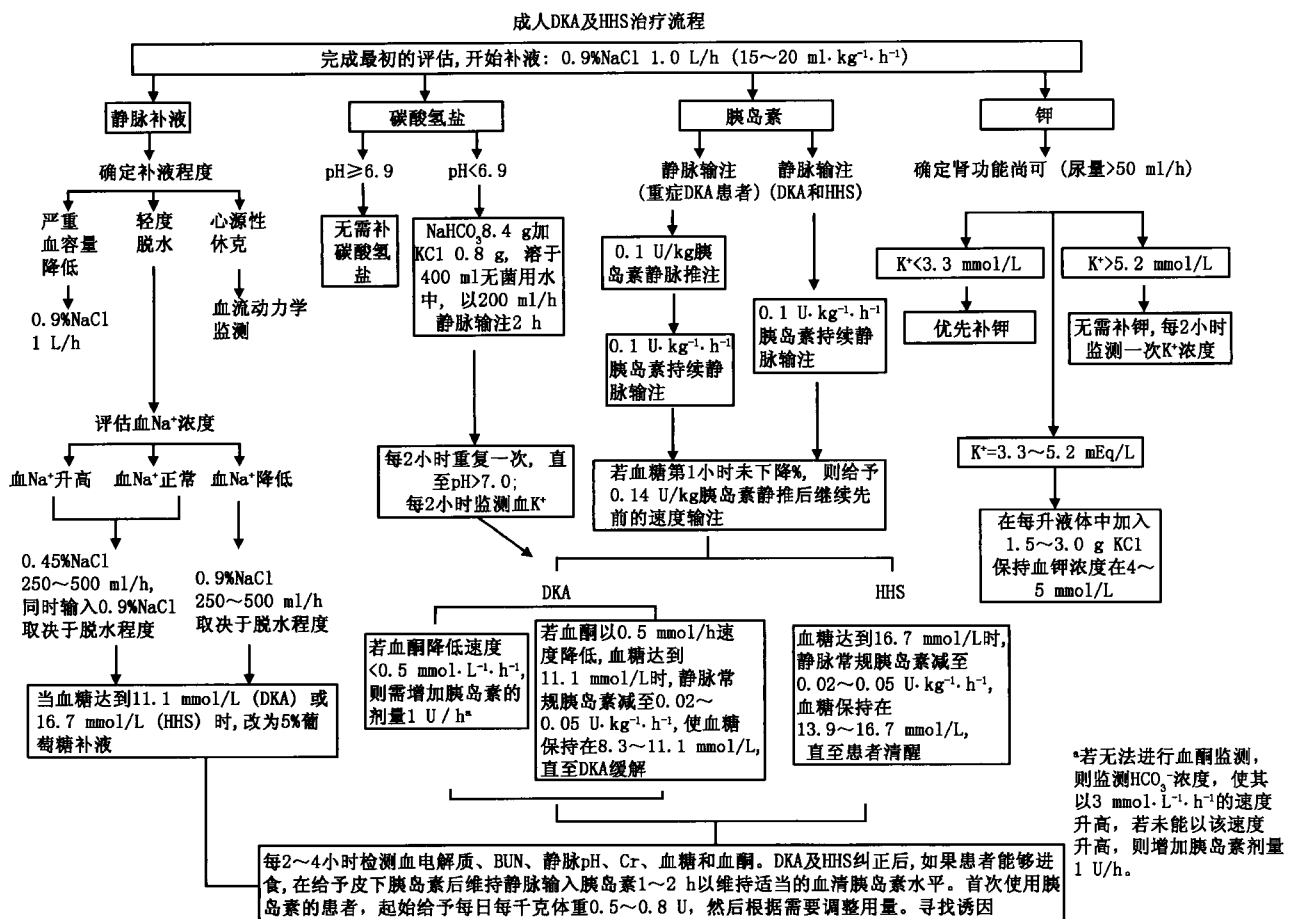 成人DKA及HHS治疗流程
完成最初的评估,开始补液: 0.9%NaCl 1.0 L/h (15～20 ml·kg⁻¹·h⁻¹)
静脉补液
确定补液程度
严重
血容量
降低
轻度
脱水
心源性
休克
0.9%NaCl
1 L/h
血流动力学
监测
评估血Na⁺浓度
血Na⁺升高
血Na⁺正常
血Na⁺降低
0.45%NaCl
250～500 ml/h,
同时输入0.9%NaCl
取决于脱水程度
0.9%NaCl
250～500 ml/h
取决于脱水程度
当血糖达到11.1 mmol/L (DKA) 或
16.7 mmol/L (HHS) 时,改为5%葡
萄糖补液
碳酸氢盐
pH≥6.9
pH<6.9
无需补
碳酸氢
盐
NaHCO₃8.4 g加
KCl 0.8 g, 溶于
400 ml无菌用水
中, 以200 ml/h
静脉输注2 h
每2小时重复一次, 直
至pH>7.0;
每2小时监测血K⁺
胰岛素
静脉输注
(重症DKA患者)
静脉输注
(DKA和HHS)
0.1 U/kg胰
岛素静脉推注
0.1 U·kg⁻¹·h⁻¹
胰岛素持续静
脉输注
0.1 U·kg⁻¹·h⁻¹
胰岛素持续静
脉输注
若血糖第1小时未下降%, 则给予
0.14 U/kg胰岛素静推后继续先
前的速度输注
DKA
HHS
若血酮降低速度
<0.5 mmol·L⁻¹·h⁻¹,
则需增加胰岛素的
剂量1 U/hᵃ
若血酮以0.5 mmol/h速
度降低,血糖达到
11.1 mmol/L时,静脉常
规胰岛素减至0.02～
0.05 U·kg⁻¹·h⁻¹, 使血糖
保持在8.3～11.1 mmol/L,
直至DKA缓解
血糖达到16.7 mmol/L时,
静脉常规胰岛素减至
0.02～0.05 U·kg⁻¹·h⁻¹,
血糖保持在
13.9～16.7 mmol/L,
直至患者清醒
钾
确定肾功能尚可 (尿量>50 ml/h)
K⁺<3.3 mmol/L
K⁺>5.2 mmol/L
优先补钾
无需补钾, 每2小时
监测一次K⁺浓度
K⁺=3.3～5.2 mEq/L
在每升液体中加入
1.5～3.0 g KCl
保持血钾浓度在4～
5 mmol/L
ᵃ若无法进行血酮监测,
则监测HCO₃⁻浓度, 使其
以3 mmol·L⁻¹·h⁻¹的速度
升高, 若未能以该速度
升高, 则增加胰岛素剂量
1 U/h。
每2～4小时检测血电解质、BUN、静脉pH、Cr、血糖和血酮。DKA及HHS纠正后,如果患者能够进
食,在给予皮下胰岛素后维持静脉输入胰岛素1～2 h以维持适当的血清胰岛素水平。首次使用胰
岛素的患者, 起始给予每日每千克体重0.5～0.8 U, 然后根据需要调整用量。寻找诱因